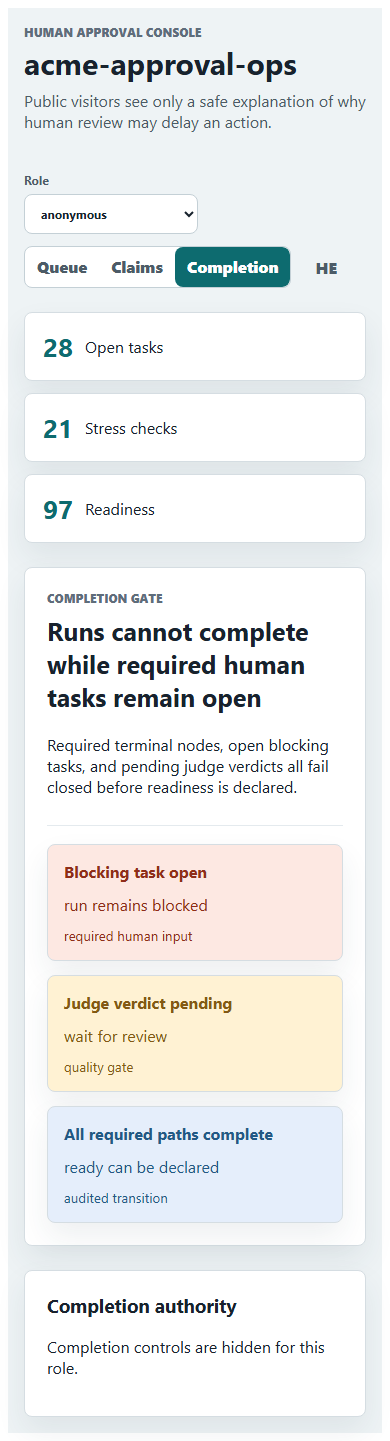 HUMAN APPROVAL CONSOLE
acme-approval-ops
Public visitors see only a safe explanation of why
human review may delay an action.
Role
anonymous
Queue Claims Completion HE
28 Open tasks
21 Stress checks
97 Readiness
COMPLETION GATE
Runs cannot complete
while required human
tasks remain open
Required terminal nodes, open blocking
tasks, and pending judge verdicts all fail
closed before readiness is declared.
Blocking task open
run remains blocked
required human input
Judge verdict pending
wait for review
quality gate
All required paths complete
ready can be declared
audited transition
Completion authority
Completion controls are hidden for this
role.